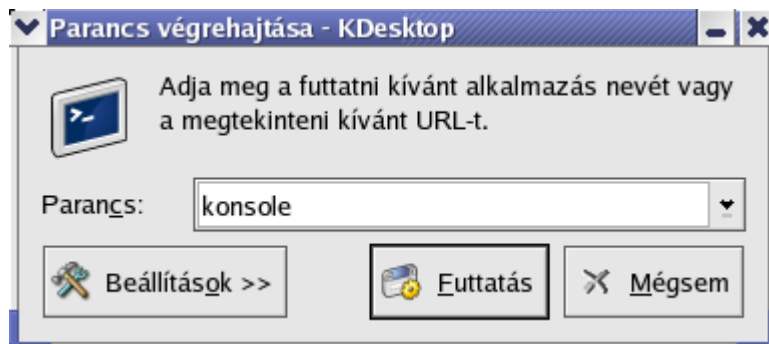 Parancs végrehajtása - KDesktop
Adja meg a futtatni kívánt alkalmazás nevét vagy
a megtekinteni kívánt URL-t.
Parancs: konsole
Beállítások >> Futtatás Mégsem